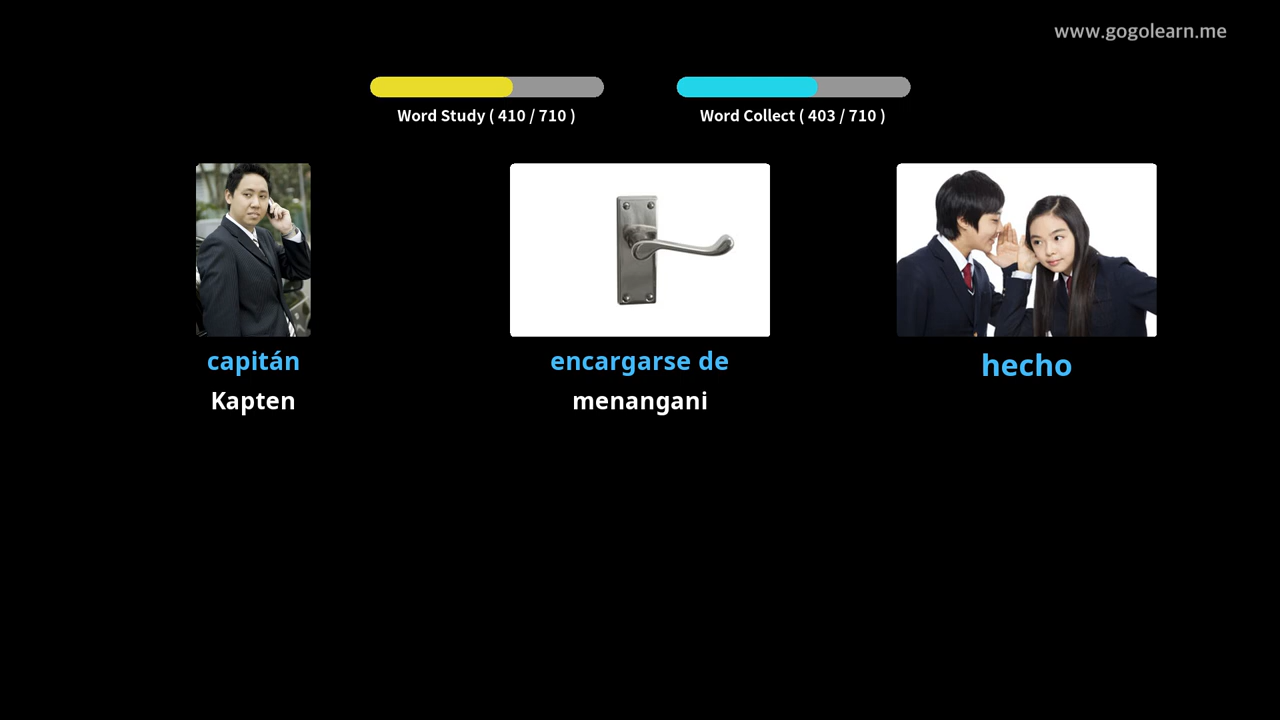 www.gogolearn.me
Word Study ( 410 / 710 )
Word Collect ( 403 / 710 )
capitán
Kapten
encargarse de
menangani
hecho